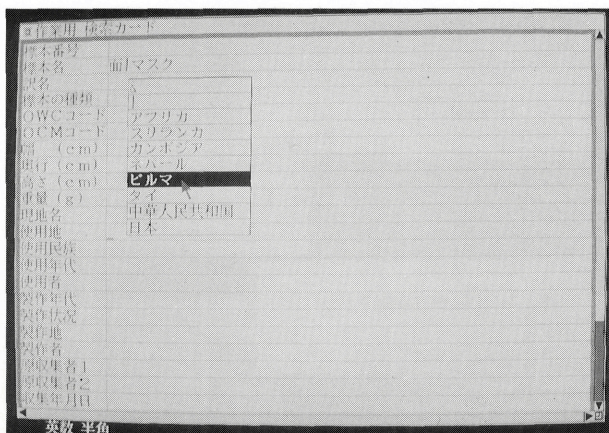 作業用 検索カード
標本番号
標本名 面|マスク
訳名 &
標本の種類 |
OWCコード アフリカ
OCMコード スリランカ
幅 (cm) カンボジア
奥行(cm) ネパール
高さ(cm) ビルマ
重量(g) タイ
現地名 中華人民共和国
使用地 日本
使用民族
使用年代
使用者
製作年代
製作状況
製作地
製作者
原収集者1
原収集者2
収集年月日
英数 半角